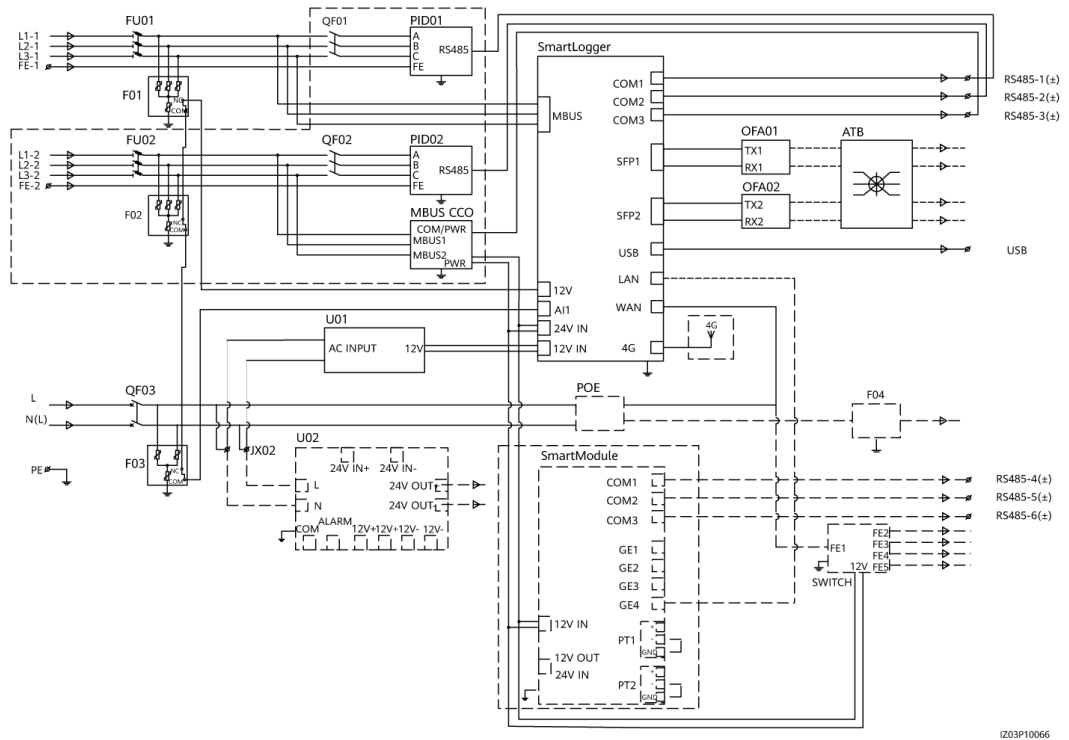 FU01
QF01
PID01
L1-1
L2-1
L3-1
FE-1
A
B
C
FE
RS485
SmartLogger
F01
NC
COM
COM1
COM2
COM3
RS485-1(±)
RS485-2(±)
RS485-3(±)
MBUS
FU02
QF02
PID02
L1-2
L2-2
L3-2
FE-2
A
B
C
FE
RS485
SFP1
SFP2
OFA01
TX1
RX1
OFA02
TX2
RX2
ATB
F02
NC
COM
MBUS CCO
COM/PWR
MBUS1
MBUS2
PWR
USB
USB
LAN
WAN
4G
4G
12V
AI1
24V IN
12V IN
U01
AC INPUT
12V
QF03
L
N(L)
PE
POE
F04
F03
NC
COM
JX02
U02
24V IN+
24V IN-
L
N
24V OUT+
24V OUT-
COM
ALARM
12V+
12V+
12V-
12V-
SmartModule
COM1
COM2
COM3
RS485-4(±)
RS485-5(±)
RS485-6(±)
GE1
GE2
GE3
GE4
FE1
FE2
FE3
FE4
FE5
12V
SWITCH
12V IN
12V OUT
24V IN
PT1
+
-
GND
PT2
+
-
GND
IZ03P10066